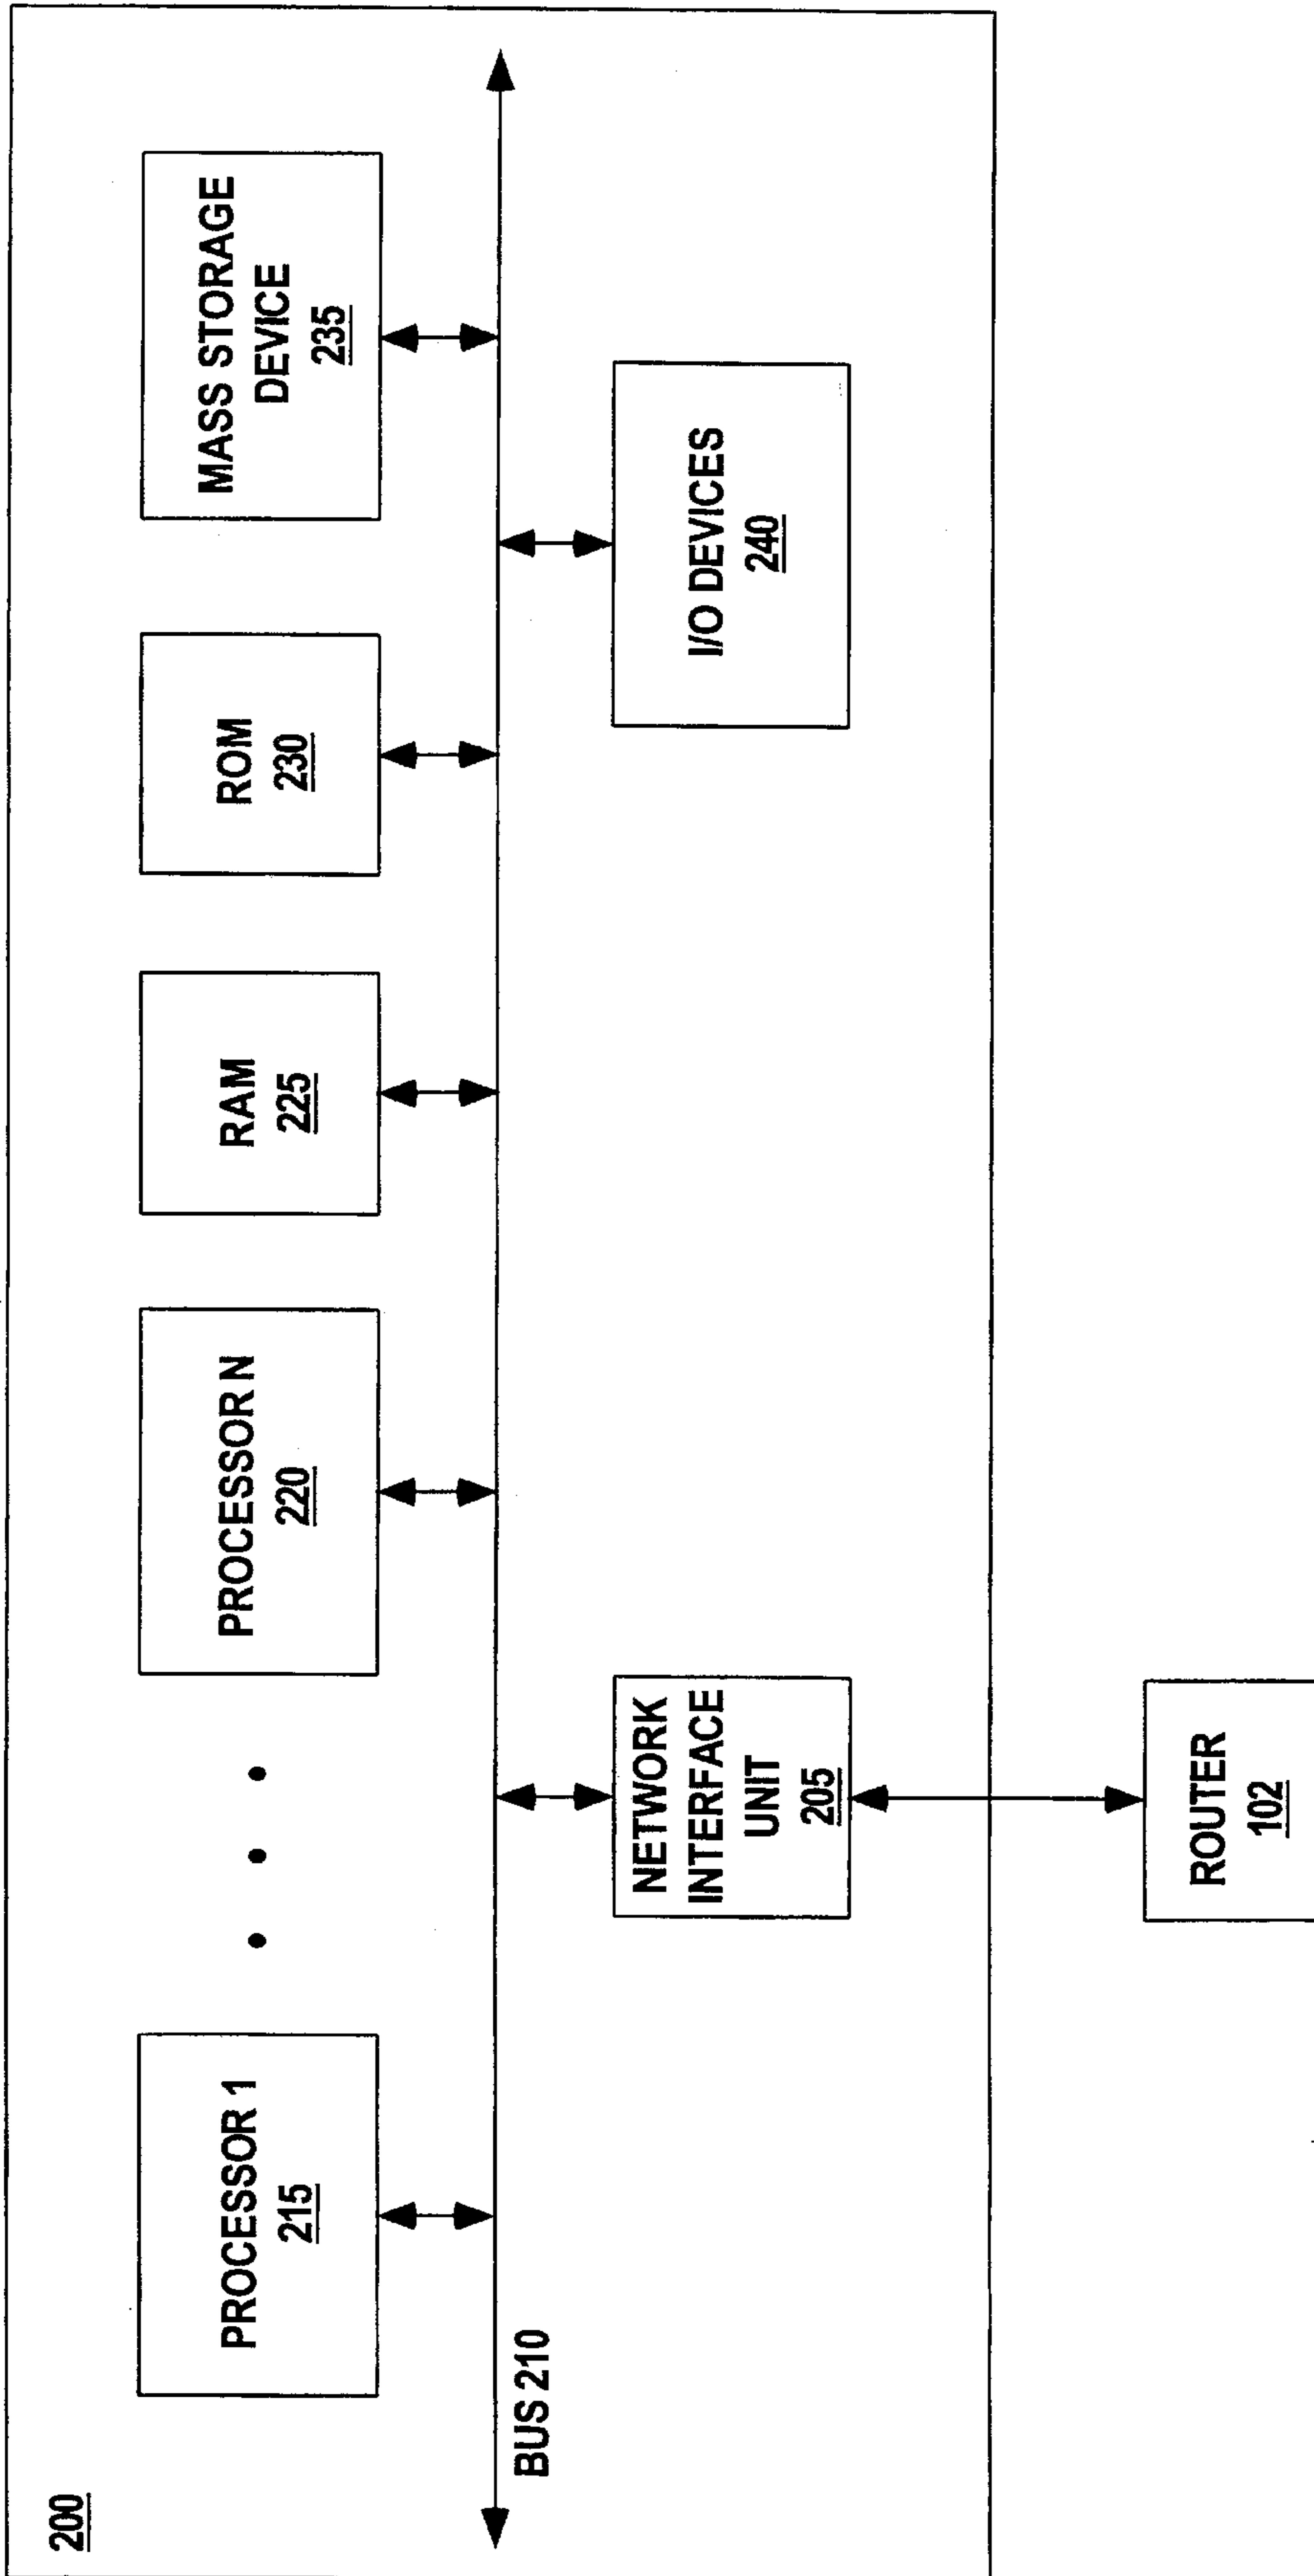 200
PROCESSOR 1
215
PROCESSOR N
220
RAM
225
ROM
230
MASS STORAGE
DEVICE
235
BUS 210
NETWORK
INTERFACE
UNIT
205
I/O DEVICES
240
ROUTER
102